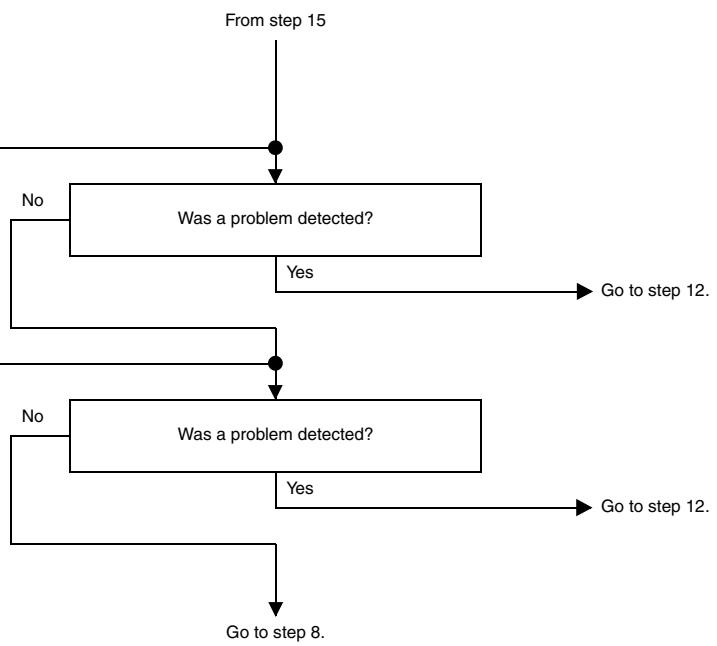 From step 15
No
Was a problem detected?
Yes
Go to step 12.
No
Was a problem detected?
Yes
Go to step 12.
Go to step 8.